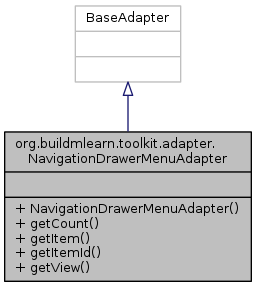 BaseAdapter
org.buildmlearn.toolkit.adapter.
NavigationDrawerMenuAdapter
+ NavigationDrawerMenuAdapter()
+ getCount()
+ getItem()
+ getItemId()
+ getView()